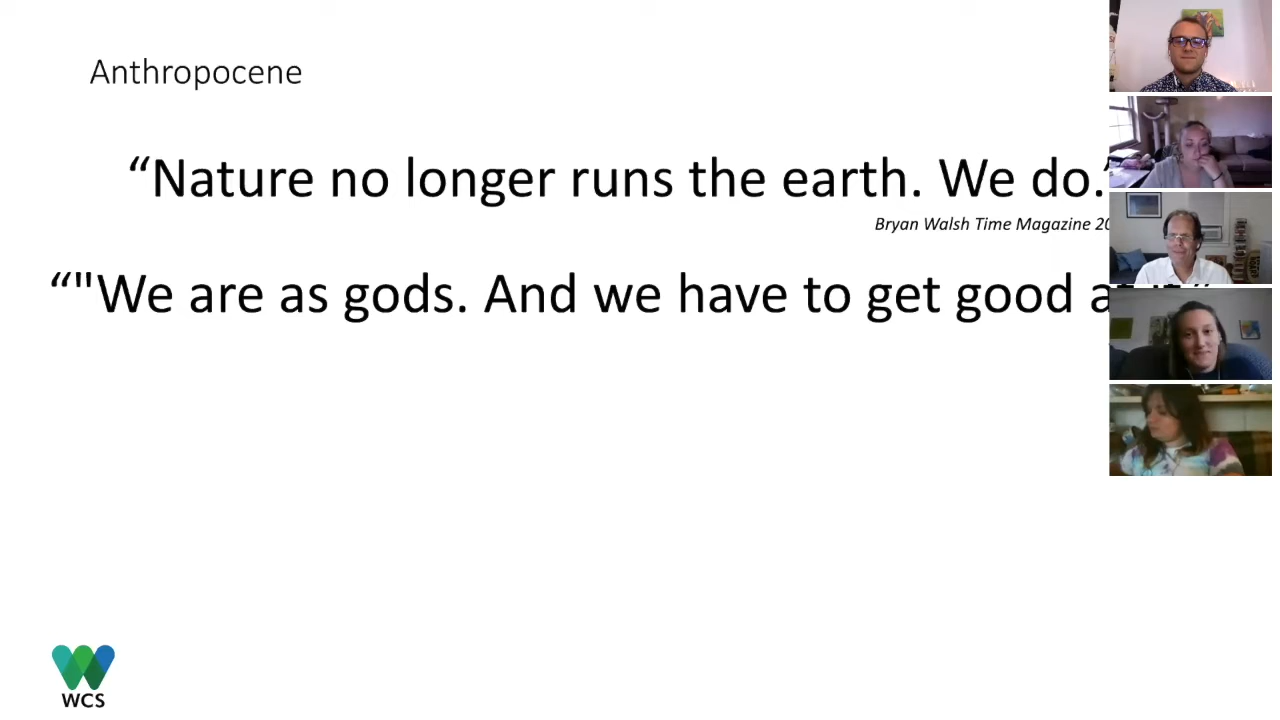 Anthropocene
“Nature no longer runs the earth. We do.”
Bryan Walsh Time Magazine
“"We are as gods. And we have to get good
WCS